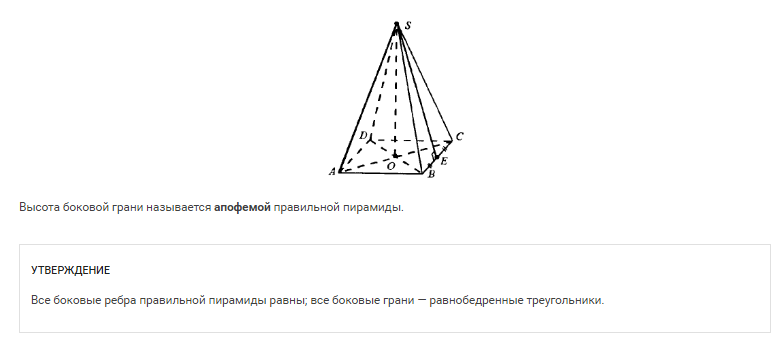 S
D
C
A
O
B
E
Высота боковой грани называется апофемой правильной пирамиды.
УТВЕРЖДЕНИЕ
Все боковые ребра правильной пирамиды равны; все боковые грани — равнобедренные треугольники.